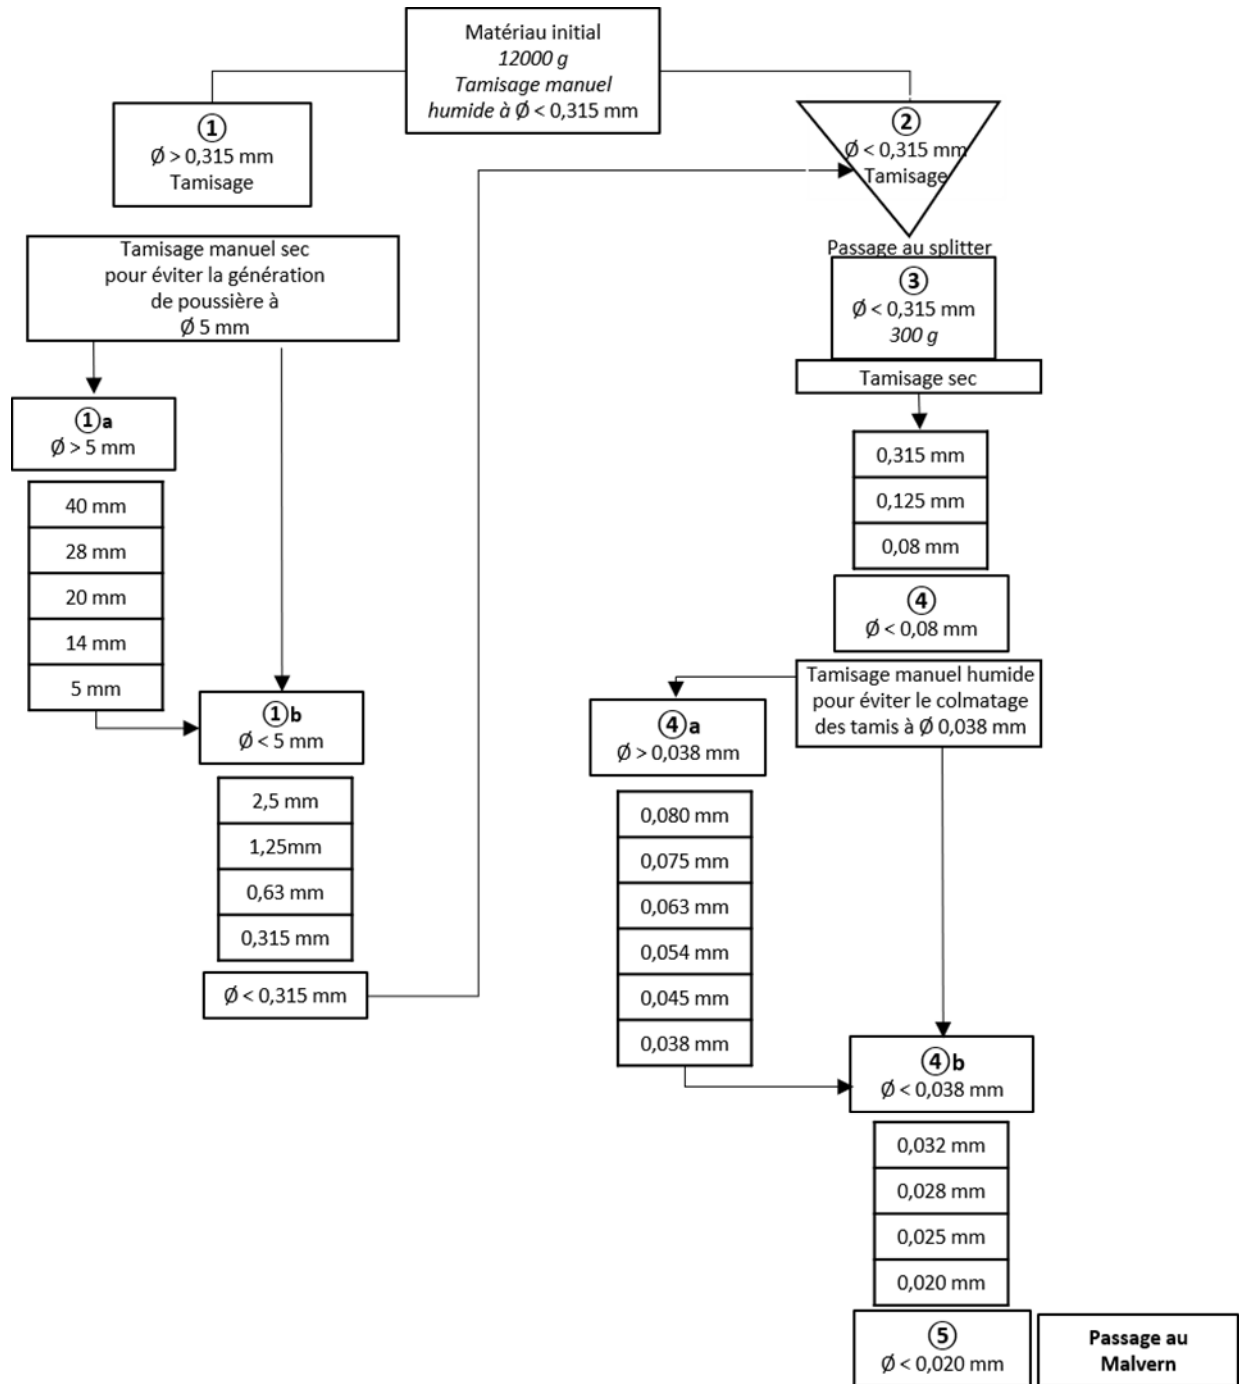 Matériau initial
12000 g
Tamisage manuel
humide à Ø < 0,315 mm
①
Ø > 0,315 mm
Tamisage
②
Ø < 0,315 mm
Tamisage
Tamisage manuel sec
pour éviter la génération
de poussière à
Ø 5 mm
①a
Ø > 5 mm
40 mm
28 mm
20 mm
14 mm
5 mm
①b
Ø < 5 mm
2,5 mm
1,25mm
0,63 mm
0,315 mm
Ø < 0,315 mm
Passage au splitter
③
Ø < 0,315 mm
300 g
Tamisage sec
0,315 mm
0,125 mm
0,08 mm
④
Ø < 0,08 mm
Tamisage manuel humide
pour éviter le colmatage
des tamis à Ø 0,038 mm
④a
Ø > 0,038 mm
0,080 mm
0,075 mm
0,063 mm
0,054 mm
0,045 mm
0,038 mm
④b
Ø < 0,038 mm
0,032 mm
0,028 mm
0,025 mm
0,020 mm
⑤
Ø < 0,020 mm
Passage au
Malvern